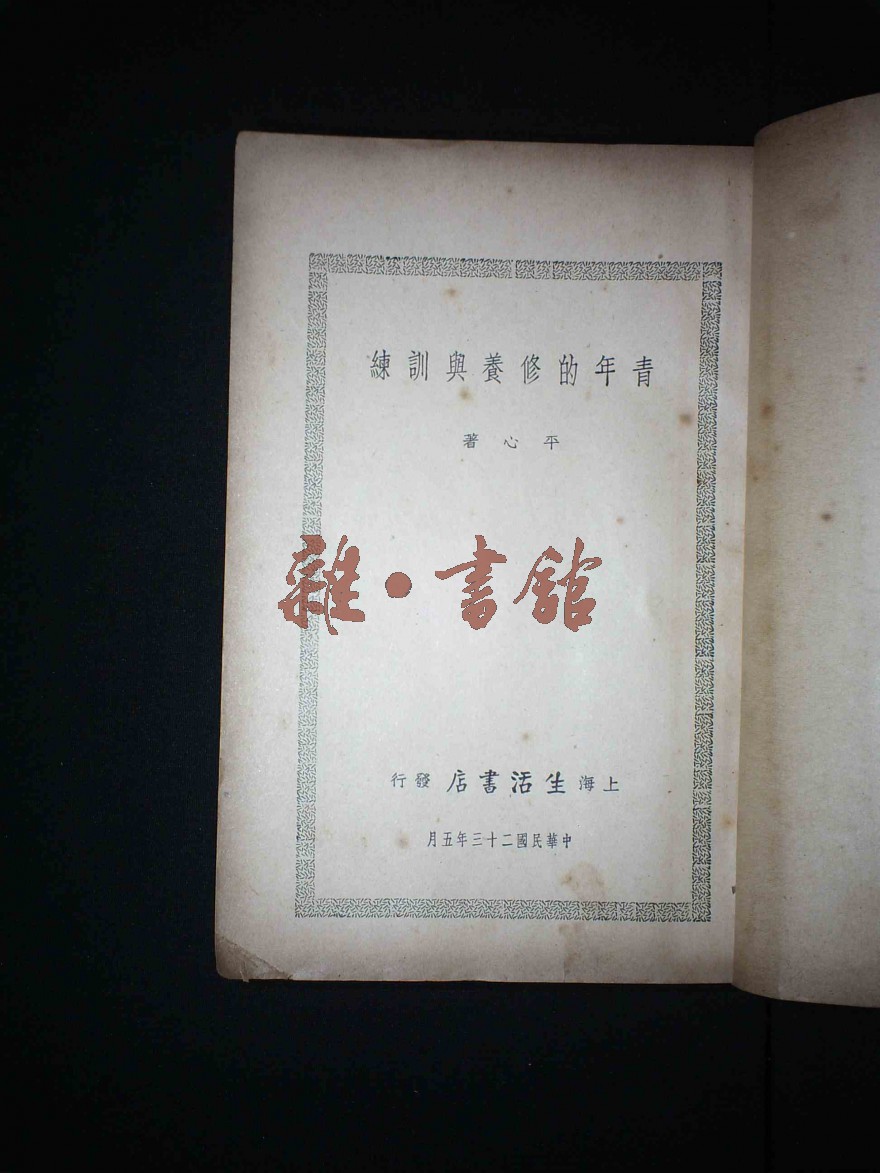 青年的修養與訓練
平心著
雜·書館
上海生活書店發行
中華民國二十三年五月